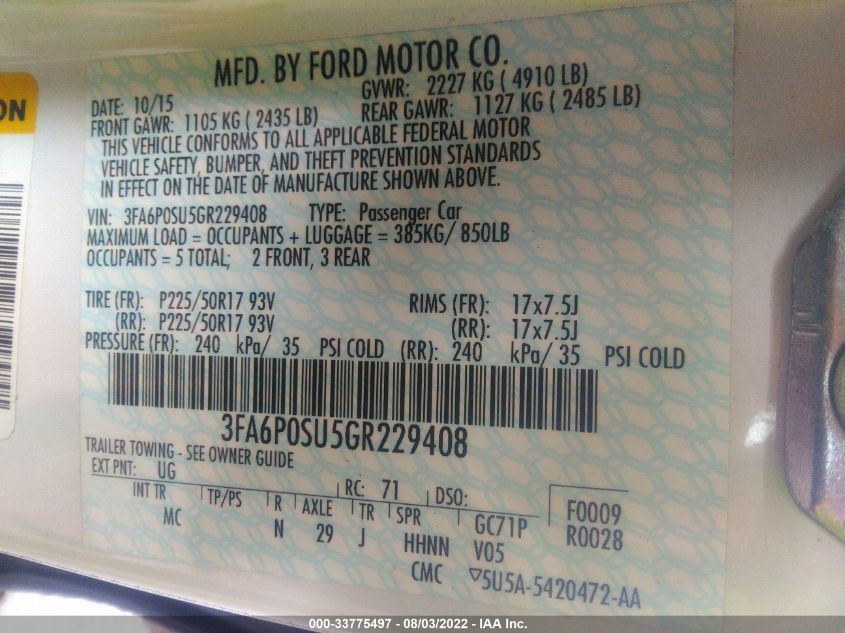 ON
MFD. BY FORD MOTOR CO.
DATE: 10/15 GVWR: 2227 KG ( 4910 LB)
FRONT GAWR: 1105 KG ( 2435 LB) REAR GAWR: 1127 KG ( 2485 LB)
THIS VEHICLE CONFORMS TO ALL APPLICABLE FEDERAL MOTOR
VEHICLE SAFETY, BUMPER, AND THEFT PREVENTION STANDARDS
IN EFFECT ON THE DATE OF MANUFACTURE SHOWN ABOVE.
VIN: 3FA6P0SU5GR229408 TYPE: Passenger Car
MAXIMUM LOAD = OCCUPANTS + LUGGAGE = 385KG/ 850LB
OCCUPANTS = 5 TOTAL; 2 FRONT, 3 REAR
TIRE (FR): P225/50R17 93V RIMS (FR): 17x7.5J
(RR): P225/50R17 93V (RR): 17x7.5J
PRESSURE (FR): 240 kPa/ 35 PSI COLD (RR): 240 kPa/ 35 PSI COLD
3FA6P0SU5GR229408
TRAILER TOWING - SEE OWNER GUIDE
EXT PNT: UG RC: 71 DSO: F0009
INT TR TP/PS R AXLE TR SPR GC71P R0028
MC N 29 J HHNN V05
CMC ▽5U5A-5420472-AA
000-33775497 - 08/03/2022 - IAA Inc.